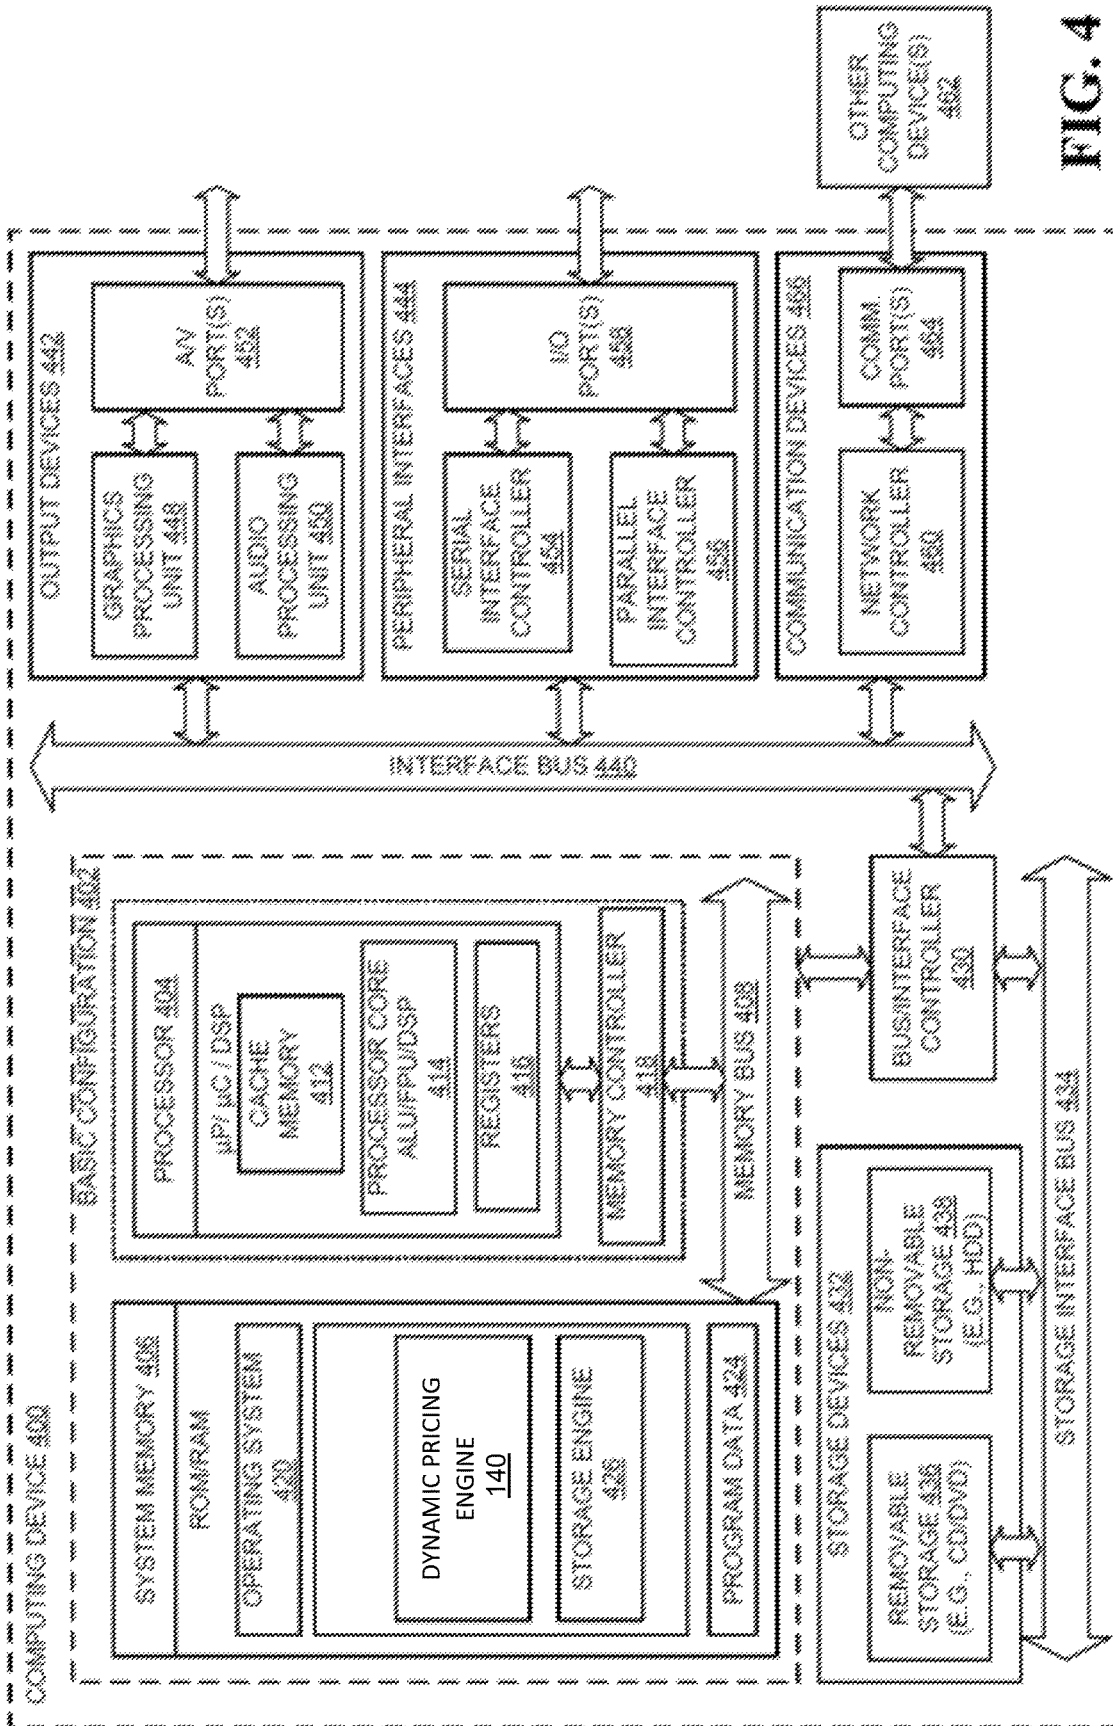 COMPUTING DEVICE 400
BASIC CONFIGURATION 402
SYSTEM MEMORY 406
ROM/RAM
OPERATING SYSTEM
420
DYNAMIC PRICING
ENGINE
140
STORAGE ENGINE
426
PROGRAM DATA 424
PROCESSOR 404
µP/ µC / DSP
CACHE
MEMORY
412
PROCESSOR CORE
ALU/FPU/DSP
414
REGISTERS
416
MEMORY CONTROLLER
418
MEMORY BUS 408
STORAGE DEVICES 432
REMOVABLE
STORAGE 436
(E.G., CD/DVD)
NON-
REMOVABLE
STORAGE 438
(E.G., HDD)
BUS/INTERFACE
CONTROLLER
430
STORAGE INTERFACE BUS 434
INTERFACE BUS 440
OUTPUT DEVICES 442
GRAPHICS
PROCESSING
UNIT 448
AUDIO
PROCESSING
UNIT 450
A/V
PORT(S)
452
PERIPHERAL INTERFACES 444
SERIAL
INTERFACE
CONTROLLER
454
PARALLEL
INTERFACE
CONTROLLER
456
I/O
PORT(S)
458
COMMUNICATION DEVICES 466
NETWORK
CONTROLLER
460
COMM.
PORT(S)
464
OTHER
COMPUTING
DEVICE(S)
462
FIG. 4